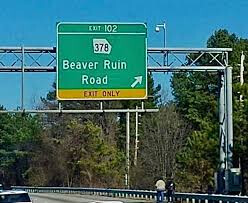 EXIT 102
378
Beaver Ruin
Road
EXIT ONLY